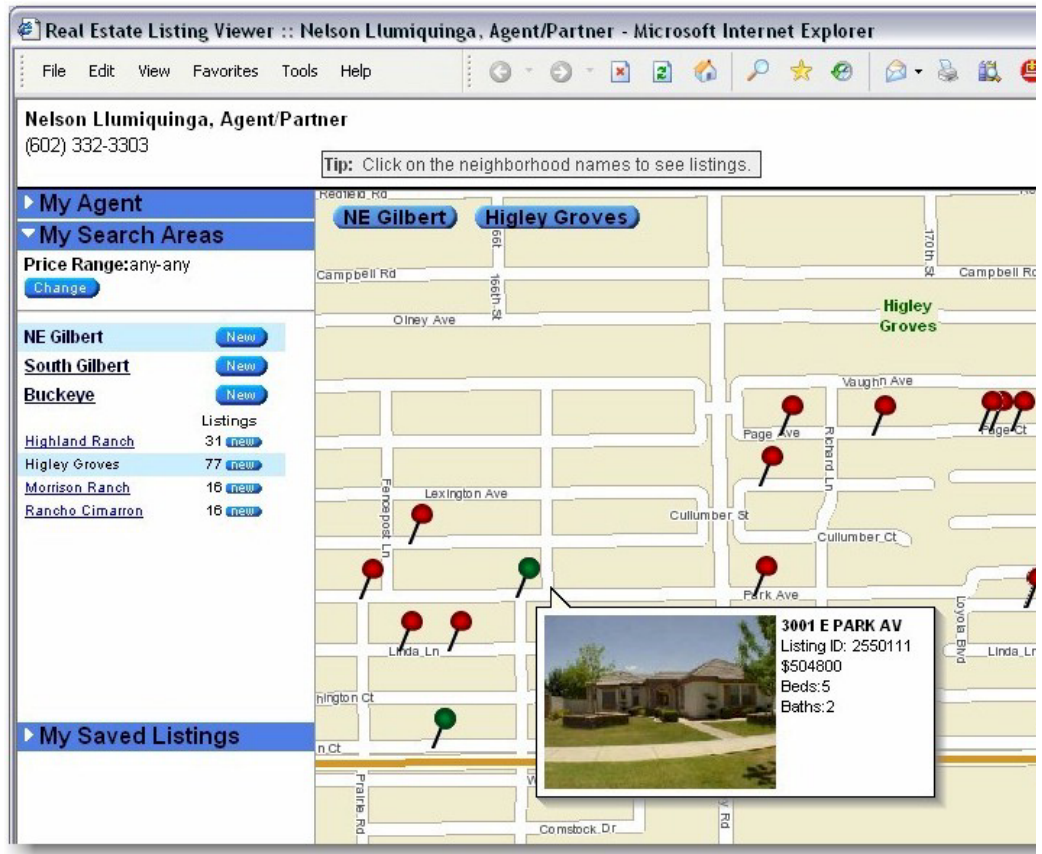 Real Estate Listing Viewer :: Nelson Llumiquinga, Agent/Partner - Microsoft Internet Explorer
File Edit View Favorites Tools Help
Nelson Llumiquinga, Agent/Partner
(602) 332-3303
Tip: Click on the neighborhood names to see listings.
My Agent
My Search Areas
Price Range:any-any
Change
NE Gilbert New
South Gilbert New
Buckeye New
Listings
Highland Ranch 31 new
Higley Groves 77 new
Morrison Ranch 16 new
Rancho Cimarron 16 new
My Saved Listings
Redfield Rd
NE Gilbert Higley Groves
170th St
Campbell Rd
166th St
Campbell Rd
Olney Ave
Higley
Groves
Vaughn Ave
Page Ave
Richard Ln
Page Ct
Fencepost Ln
Lexington Ave
Cullumber St
Cullumber Ct
Park Ave
Loyola Blvd
Linda Ln
Linda Ln
3001 E PARK AV
Listing ID: 2550111
$504800
Beds:5
Baths:2
hington Ct
n Ct
Prairie Rd
Comstock Dr
y Rd